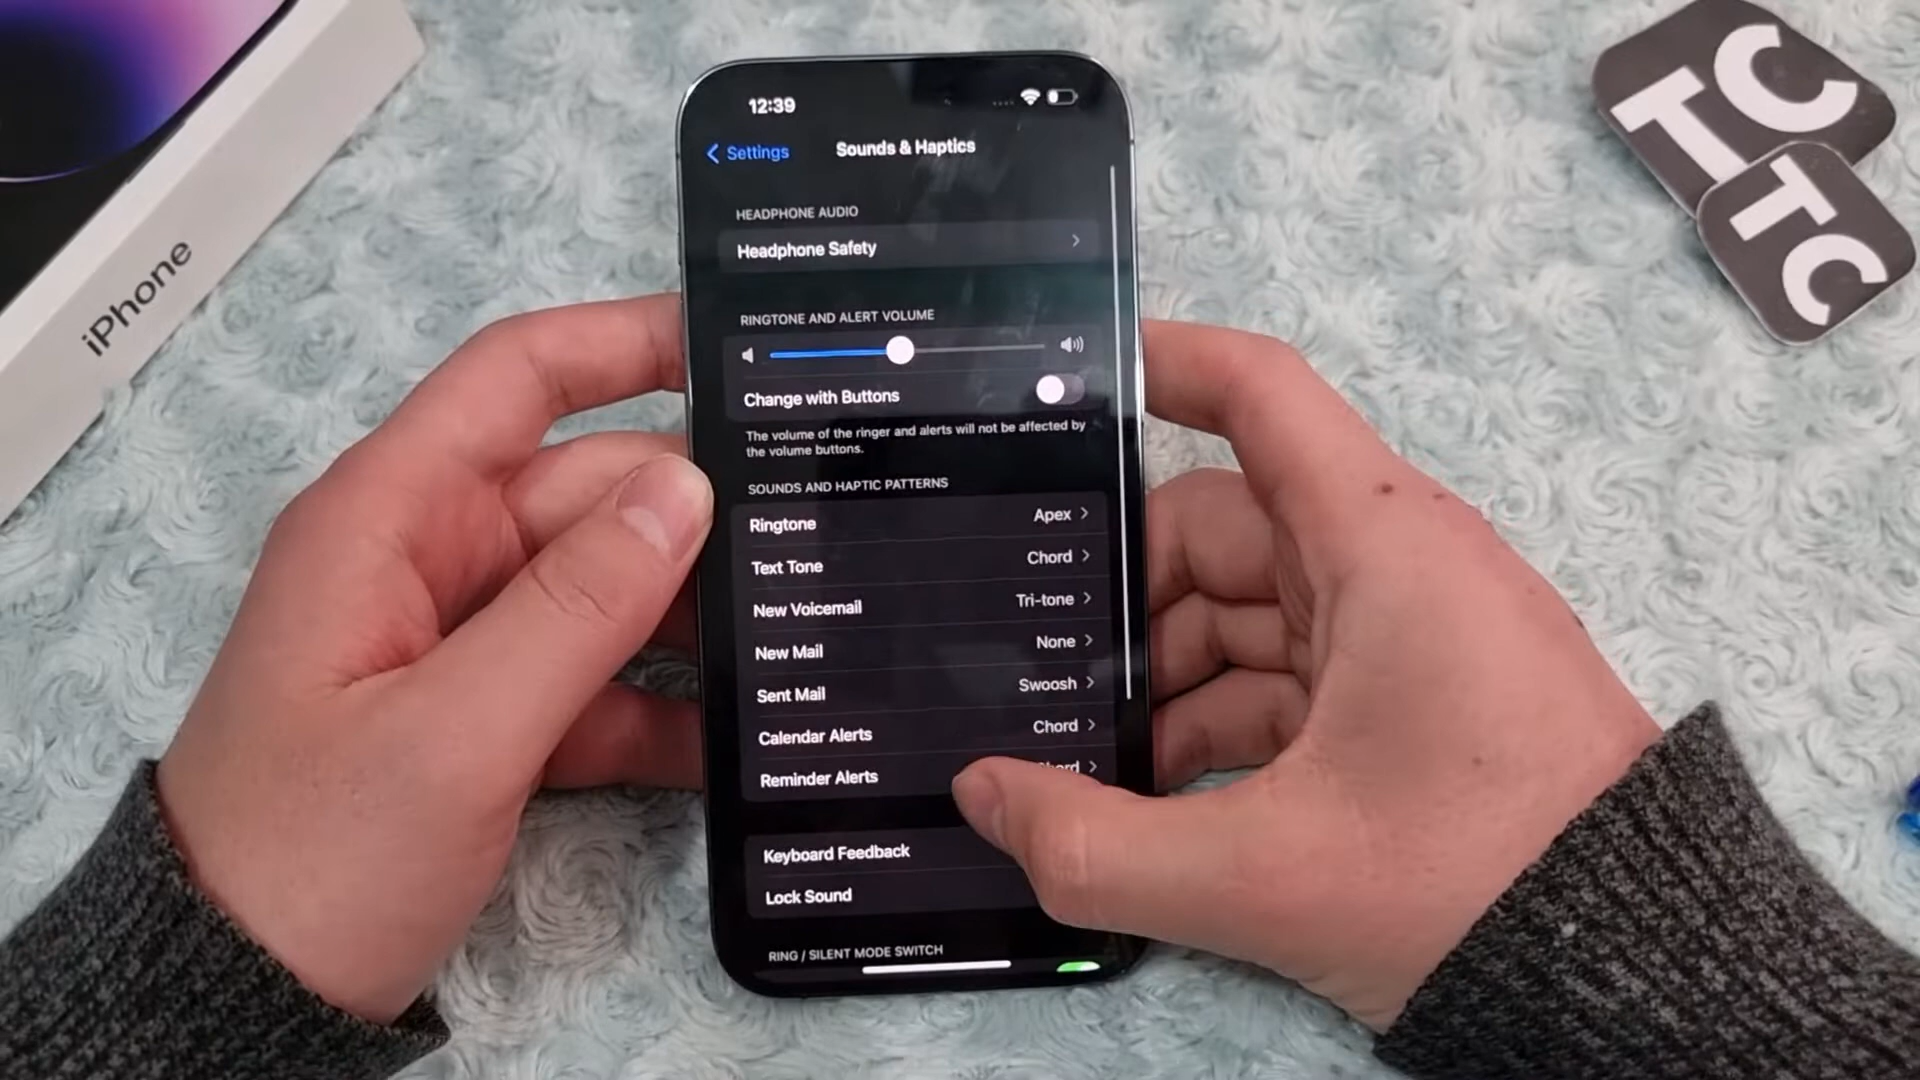 iPhone
TC
TC
12:39
Settings
Sounds & Haptics
HEADPHONE AUDIO
Headphone Safety
RINGTONE AND ALERT VOLUME
Change with Buttons
The volume of the ringer and alerts will not be affected by
the volume buttons.
SOUNDS AND HAPTIC PATTERNS
Ringtone Apex
Text Tone Chord
New Voicemail Tri-tone
New Mail None
Sent Mail Swoosh
Calendar Alerts Chord
Reminder Alerts
Keyboard Feedback
Lock Sound
RING / SILENT MODE SWITCH